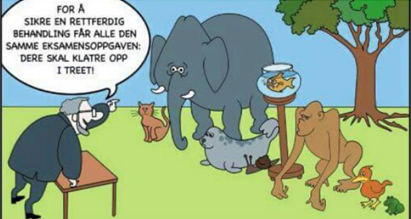 FOR Å
SIKRE EN RETTFERDIG
BEHANDLING FÅR ALLE DEN
SAMME EKSAMENSOPPGAVEN:
DERE SKAL KLATRE OPP
I TREET!